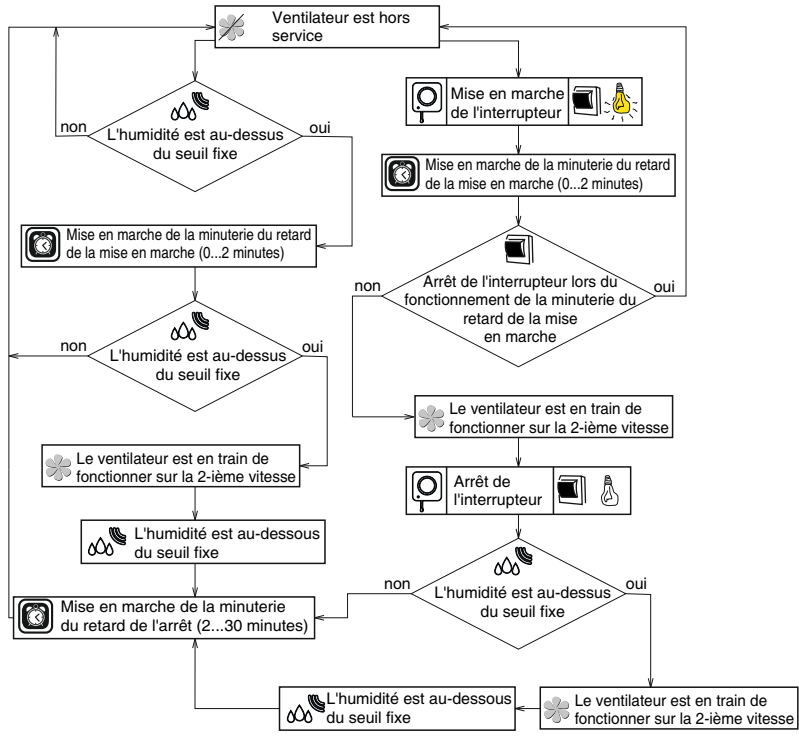 Ventilateur est hors
service
L'humidité est au-dessus
du seuil fixe
non
oui
Mise en marche de la minuterie du retard
de la mise en marche (0...2 minutes)
L'humidité est au-dessus
du seuil fixe
non
oui
Le ventilateur est en train de
fonctionner sur la 2-ième vitesse
L'humidité est au-dessous
du seuil fixe
Mise en marche de la minuterie
du retard de l'arrêt (2...30 minutes)
Mise en marche
de l'interrupteur
Mise en marche de la minuterie du retard
de la mise en marche (0...2 minutes)
non
Arrêt de l'interrupteur lors du
fonctionnement de la minuterie du
retard de la mise
en marche
oui
Le ventilateur est en train de
fonctionner sur la 2-ième vitesse
Arrêt de
l'interrupteur
non
L'humidité est au-dessus
du seuil fixe
oui
Le ventilateur est en train de
fonctionner sur la 2-ième vitesse
L'humidité est au-dessous
du seuil fixe